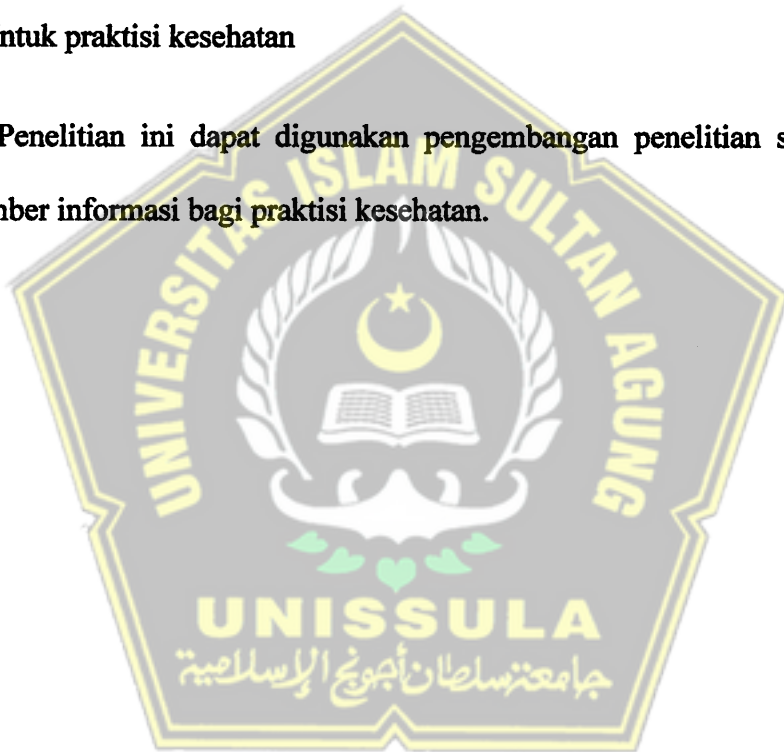 ntuk praktisi kesehatan
Penelitian ini dapat digunakan pengembangan penelitian s
ber informasi bagi praktisi kesehatan.
UNIVERSITAS ISLAM SULTAN AGUNG
UNISSULA
جامعة سلطان أجونج الإسلامية